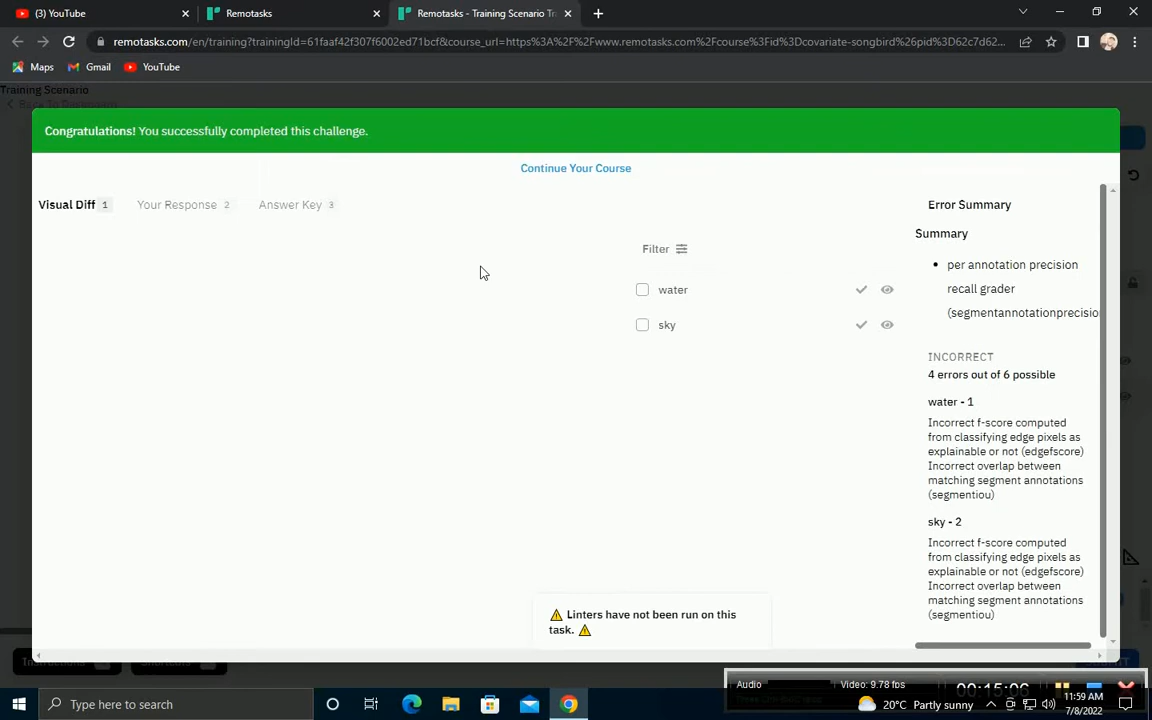 (3) YouTube
Remotasks
Remotasks - Training Scenario Tr
remotasks.com/en/training?trainingId=61faaf42f307f6002ed71bcf&course_url=https%3A%2F%2Fwww.remotasks.com%2Fcourse%3Fid%3Dcovariate-songbird%26pid%3D62c7d62...
Maps
Gmail
YouTube
Training Scenario
Congratulations! You successfully completed this challenge.
Continue Your Course
Visual Diff 1
Your Response 2
Answer Key 3
Error Summary
Summary
Filter
per annotation precision
recall grader
(segmentannotationprecisio
water
sky
INCORRECT
4 errors out of 6 possible
water - 1
Incorrect f-score computed
from classifying edge pixels as
explainable or not (edgefscore)
Incorrect overlap between
matching segment annotations
(segmentiou)
sky - 2
Incorrect f-score computed
from classifying edge pixels as
explainable or not (edgefscore)
Incorrect overlap between
matching segment annotations
(segmentiou)
Linters have not been run on this
task.
Audio
Video: 9.78 fps
00:15:06
Type here to search
20°C Partly sunny
11:59 AM
7/8/2022